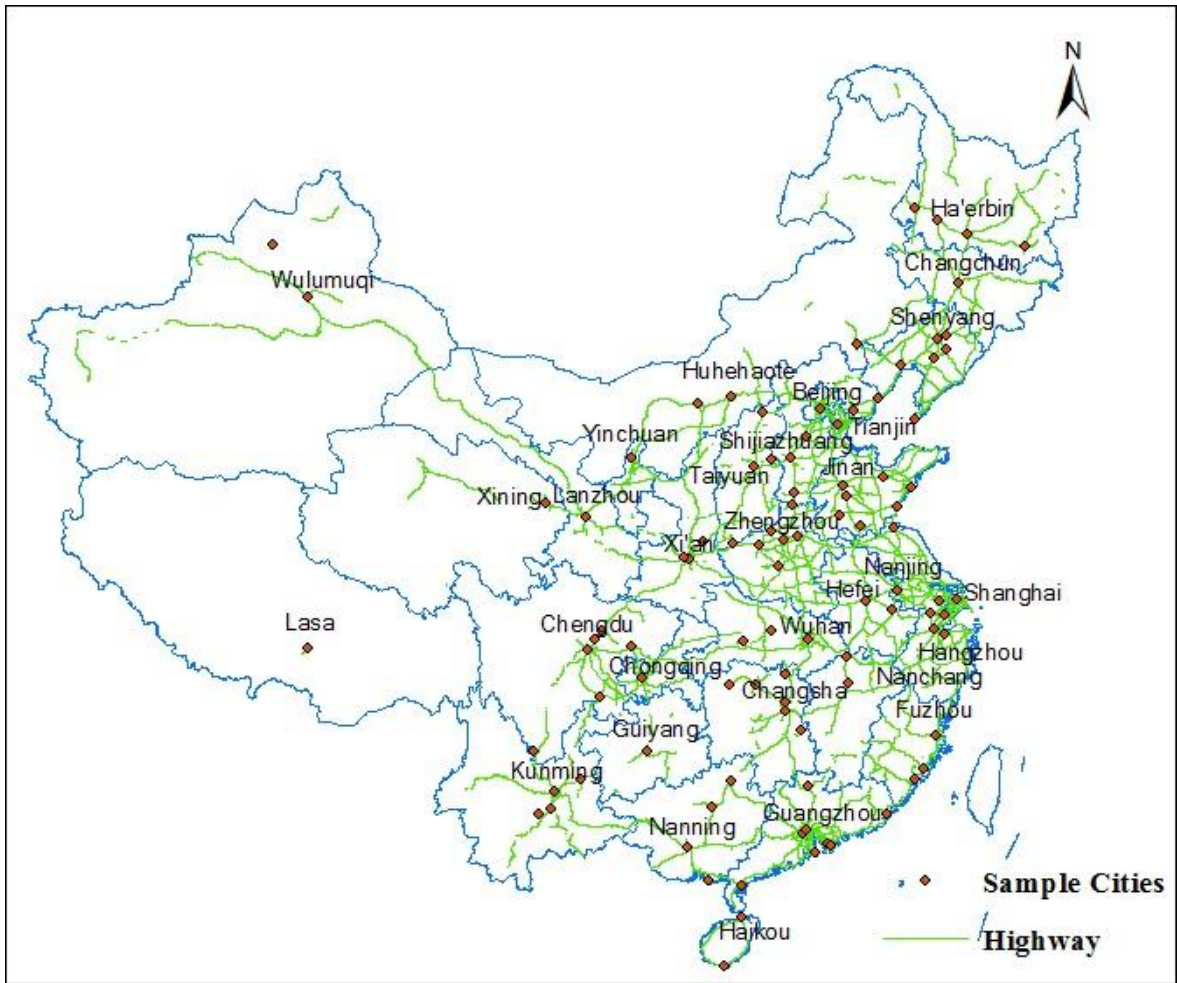 N
Ha'erbin
Changchun
Wulumuqi
Shenyang
Huhehaote
Beijing
Tianjin
Yinchuan
Shijiazhuang
Taiyuan
Jinan
Xining
Lanzhou
Zhengzhou
Xi'an
Nanjing
Hefei
Shanghai
Lasa
Chengdu
Wuhan
Hangzhou
Chongqing
Nanchang
Changsha
Fuzhou
Guiyang
Kunming
Guangzhou
Nanning
Sample Cities
Haikou
Highway